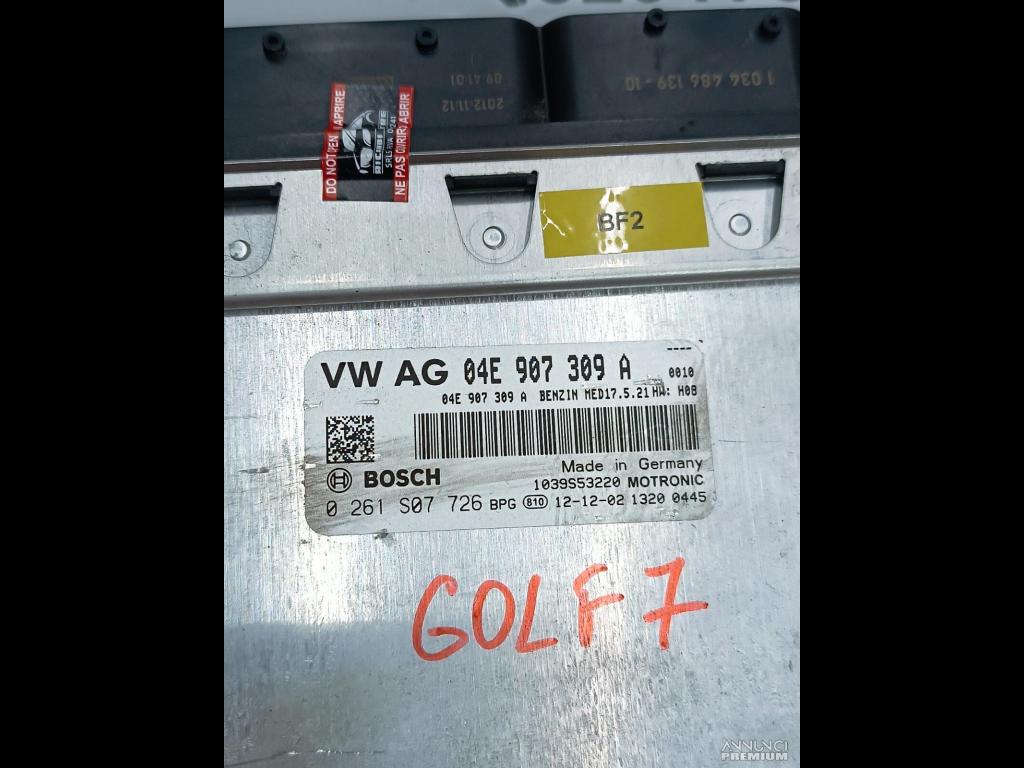 09 41:01
2012:11:12
1 034 486 139-10
DO NOT OPEN
NE PAS OUVRIR
APRIRE
ABRIR
BF2
----
VW AG 04E 907 309 A 0010
04E 907 309 A BENZIN MED17.5.21 HW: H08
BOSCH
Made in Germany
1039S53220 MOTRONIC
0 261 S07 726 BPG 810 12-12-02 1320 0445
GOLF 7
ANNUNCI
PREMIUM